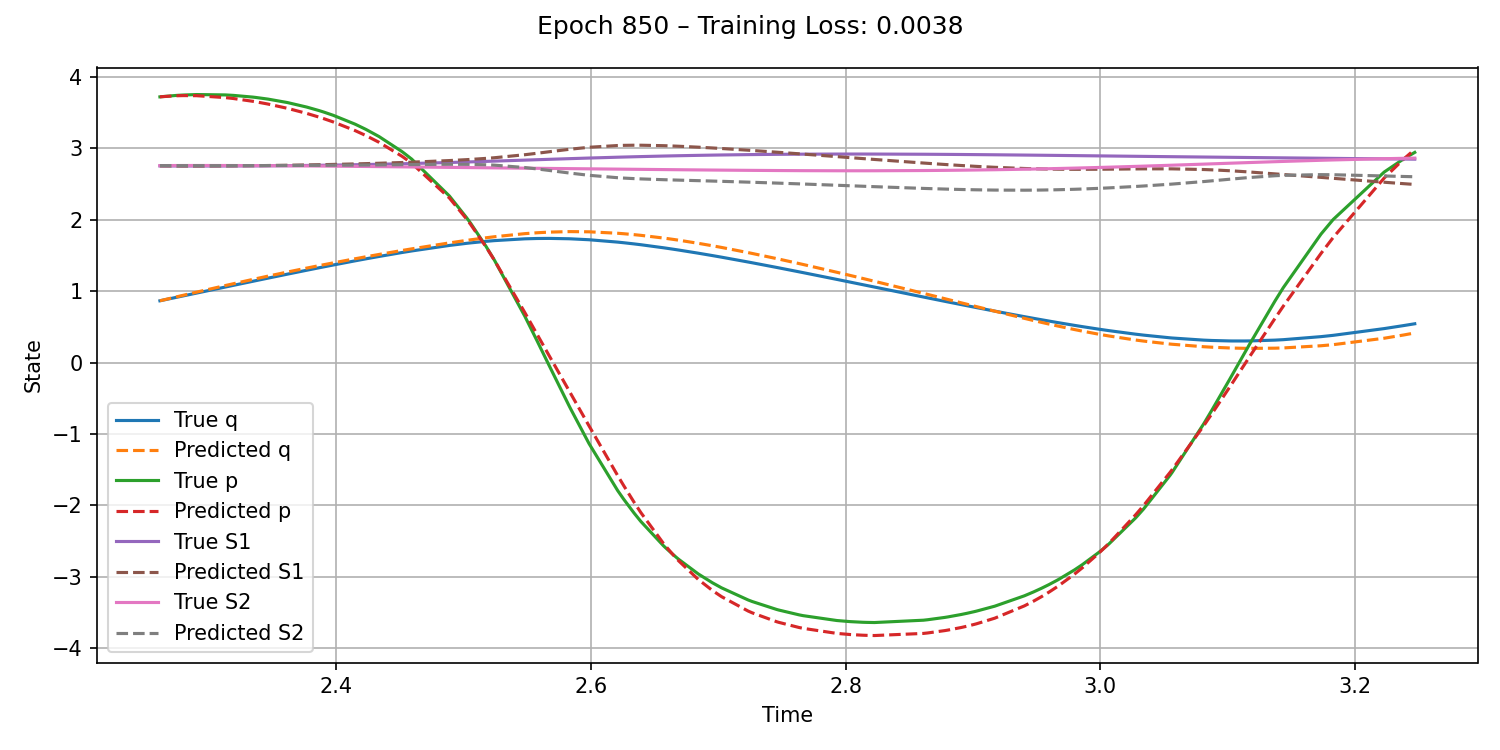 Epoch 850 – Training Loss: 0.0038
4
3
2
1
0
−1
−2
−3
−4
State
True q
Predicted q
True p
Predicted p
True S1
Predicted S1
True S2
Predicted S2
2.4 2.6 2.8 3.0 3.2
Time